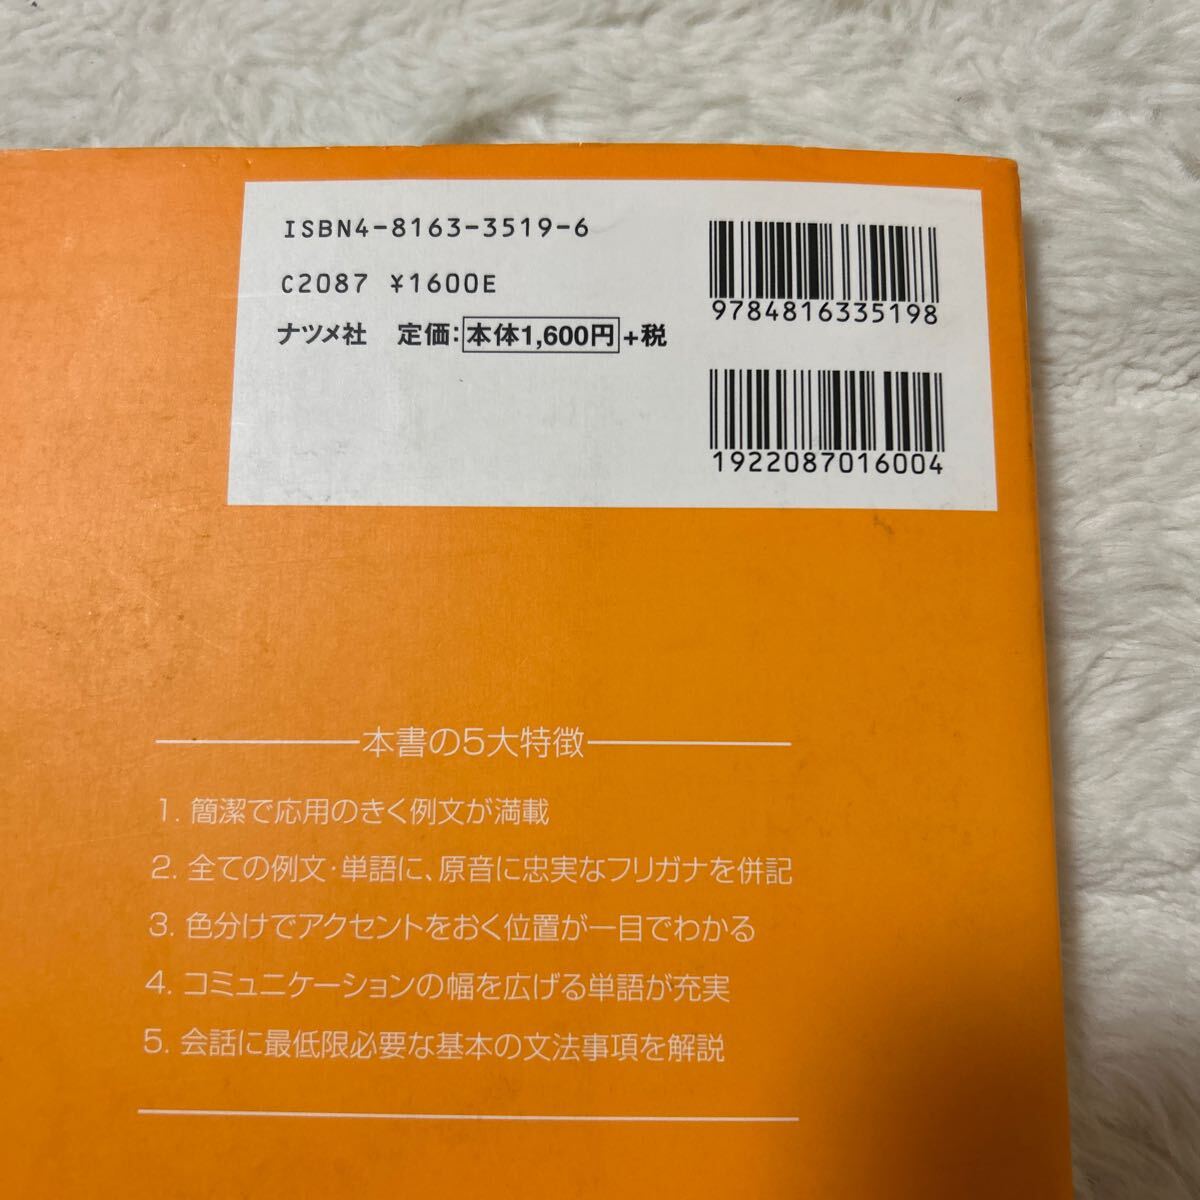 ISBN4-8163-3519-6
C2087 ¥1600E
ナツメ社 定価：本体1,600円+税
9784816335198
1922087016004
本書の5大特徴
1. 簡潔で応用のきく例文が満載
2. 全ての例文・単語に、原音に忠実なフリガナを併記
3. 色分けでアクセントをおく位置が一目でわかる
4. コミュニケーションの幅を広げる単語が充実
5. 会話に最低限必要な基本の文法事項を解説